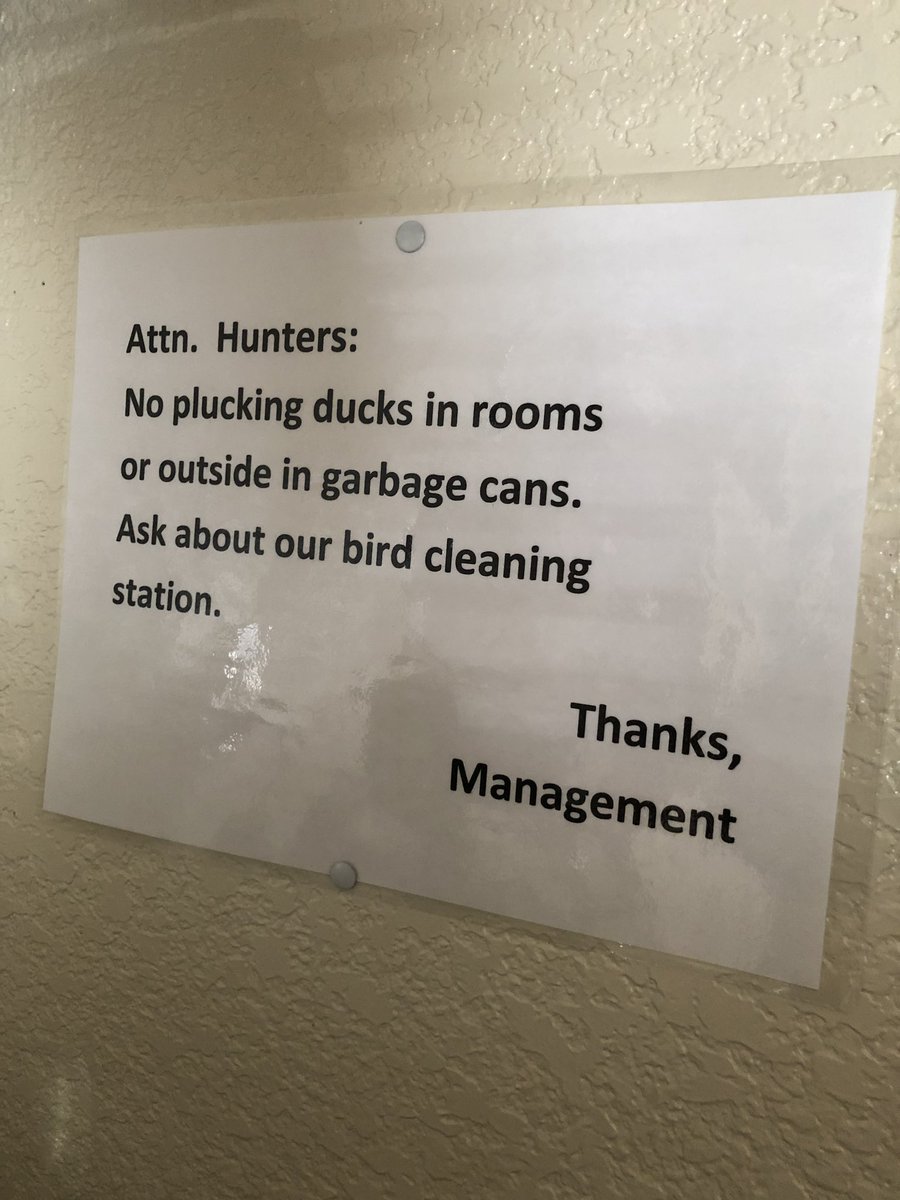 Attn. Hunters:
No plucking ducks in rooms
or outside in garbage cans.
Ask about our bird cleaning
station.
Thanks,
Management